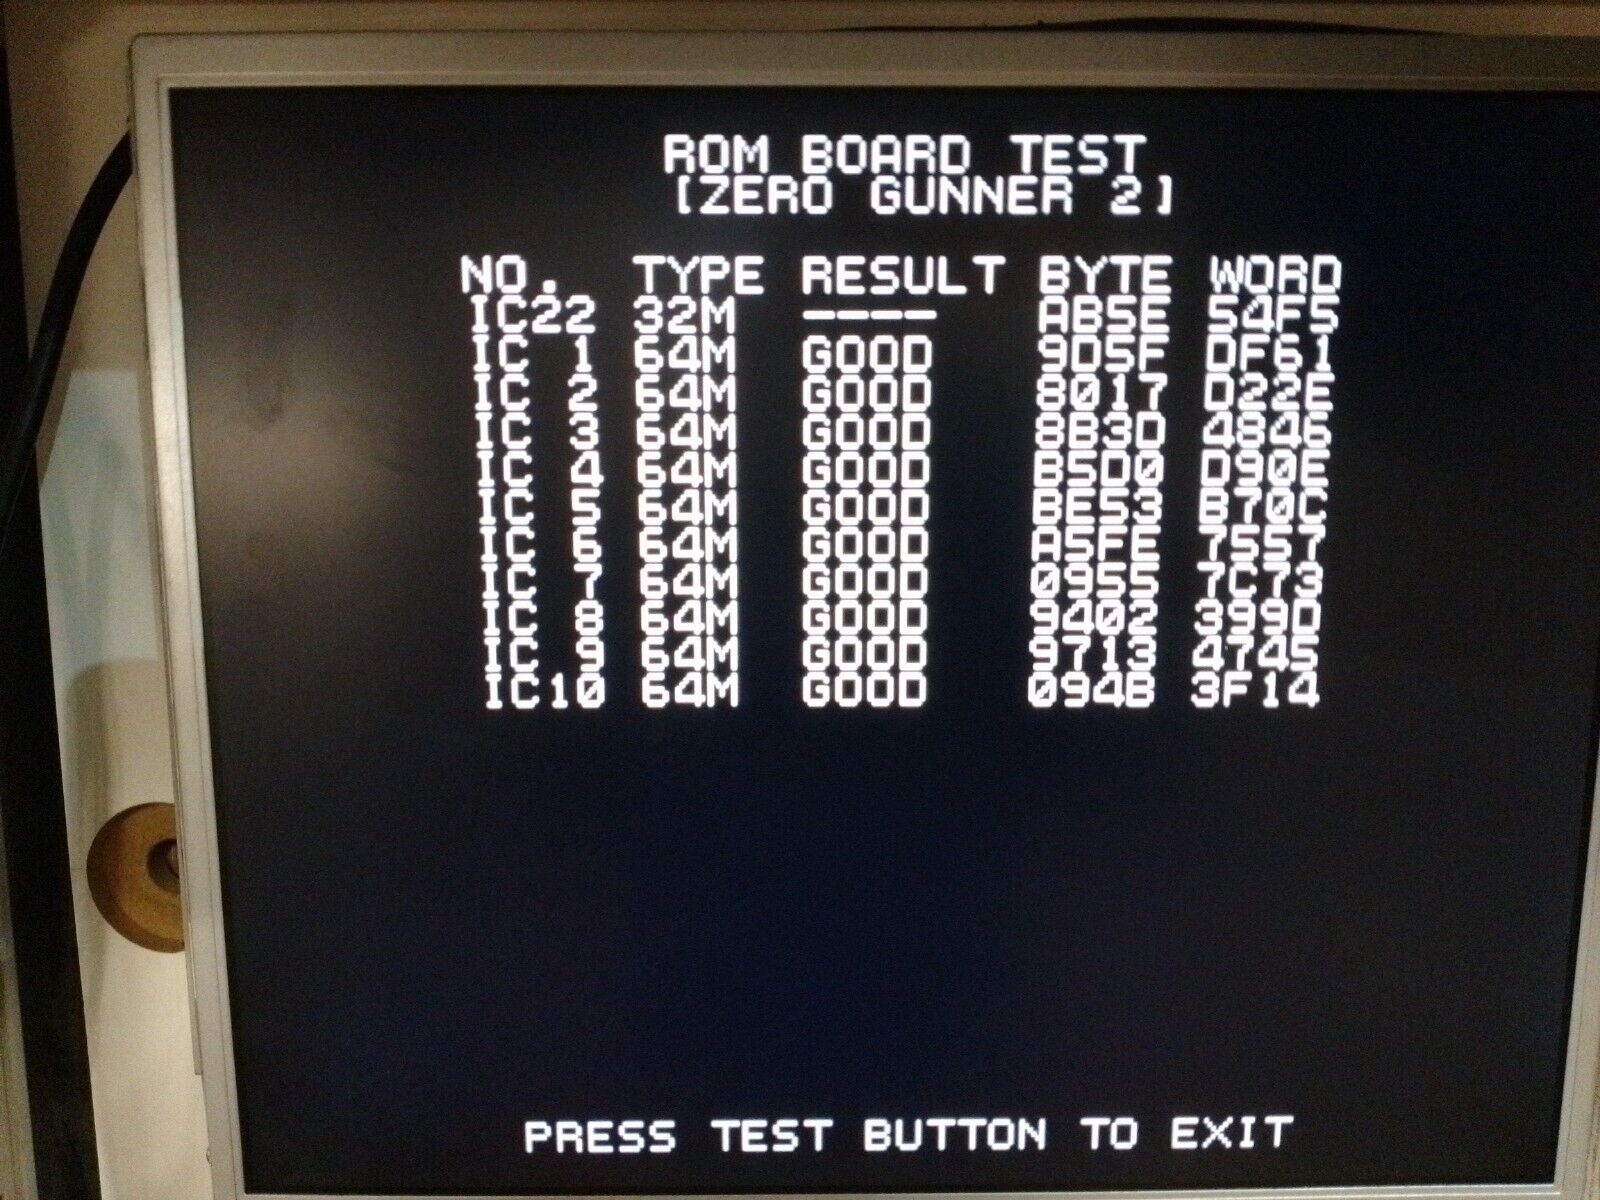 ROM BOARD TEST
[ZERO GUNNER 2]
NO. TYPE RESULT BYTE WORD
IC22 32M ---- AB5E 54F5
IC 1 64M GOOD 9D5F DF61
IC 2 64M GOOD 8017 D22E
IC 3 64M GOOD 8B3D 4846
IC 4 64M GOOD B5D0 D90E
IC 5 64M GOOD BE53 B70C
IC 6 64M GOOD A5FE 7557
IC 7 64M GOOD 0955 7C73
IC 8 64M GOOD 9402 399D
IC 9 64M GOOD 9713 4745
IC10 64M GOOD 094B 3F14
PRESS TEST BUTTON TO EXIT